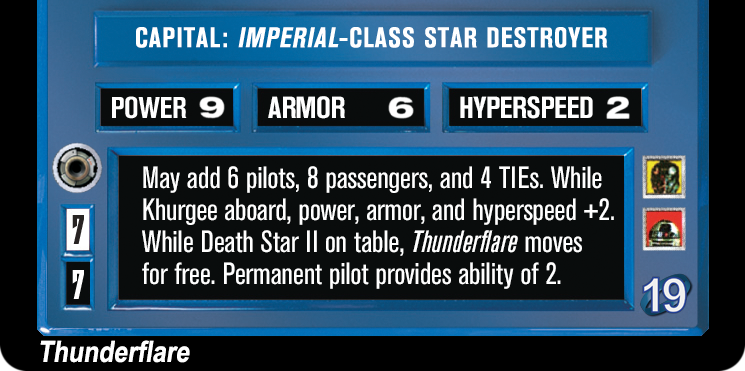 CAPITAL: IMPERIAL-CLASS STAR DESTROYER
POWER 9 ARMOR 6 HYPERSPEED 2
May add 6 pilots, 8 passengers, and 4 TIEs. While
Khurgee aboard, power, armor, and hyperspeed +2.
While Death Star II on table, Thunderflare moves
for free. Permanent pilot provides ability of 2.
7
7
19
Thunderflare